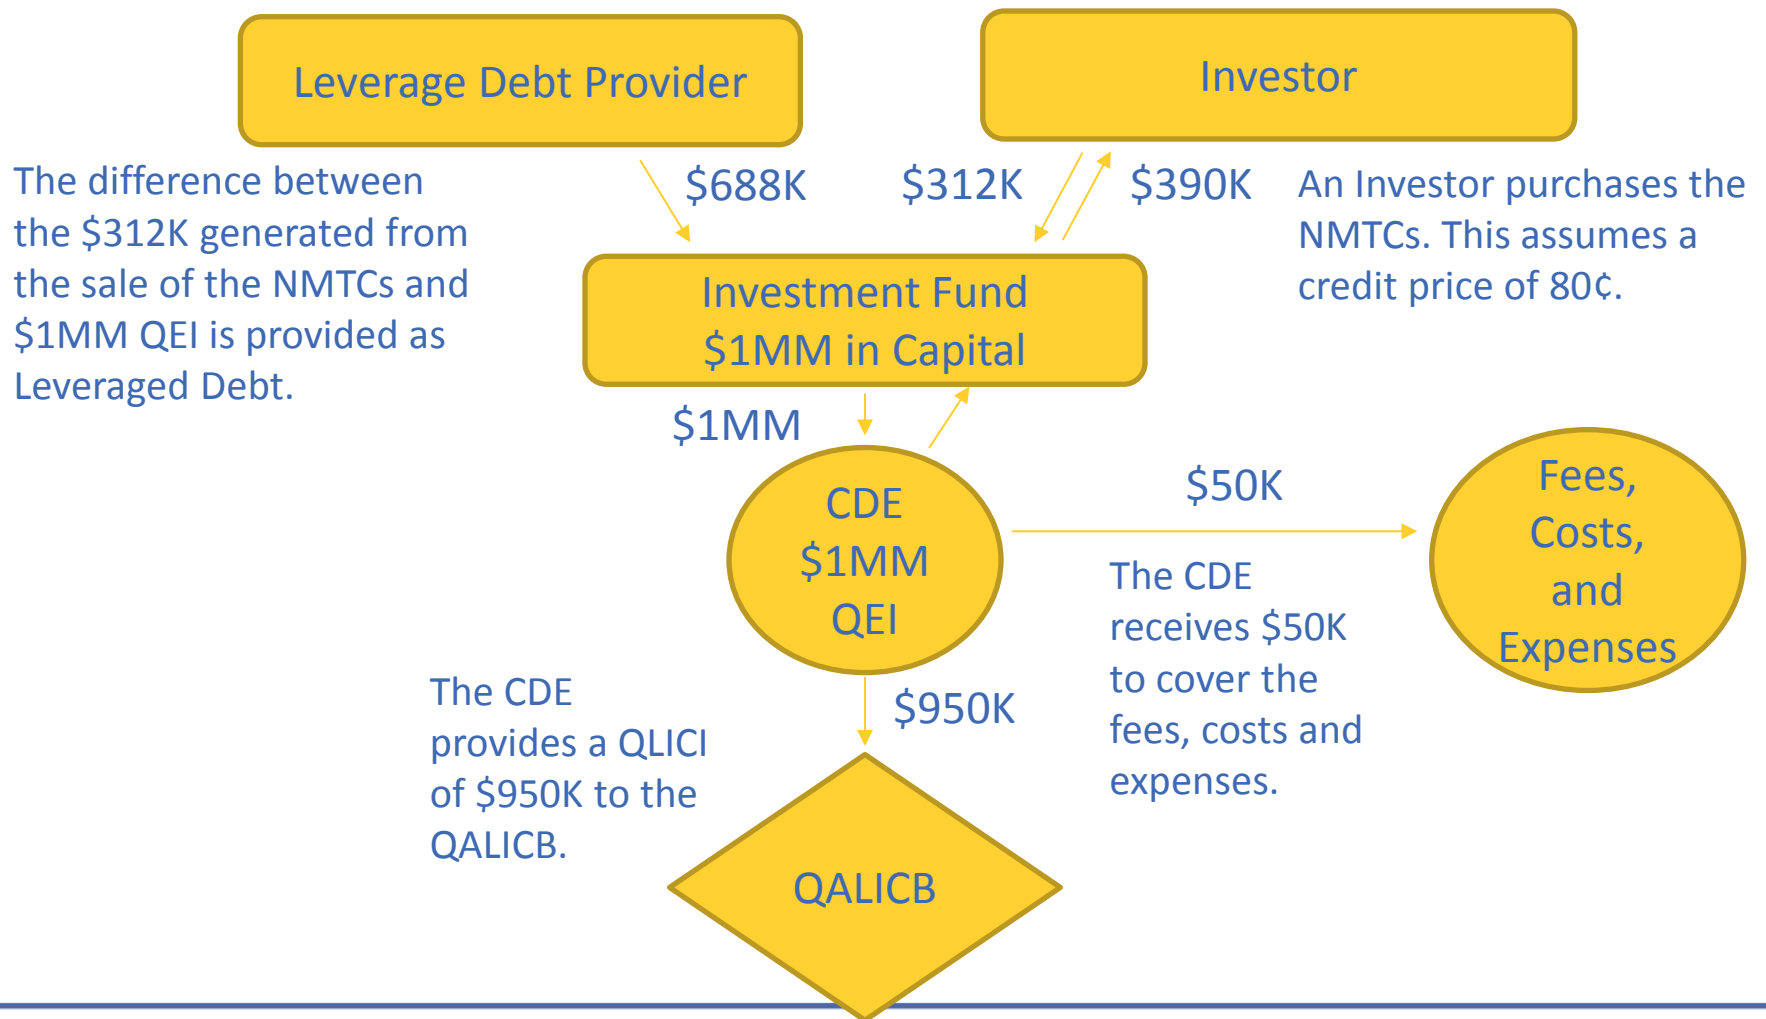 Leverage Debt Provider
Investor
The difference between
the $312K generated from
the sale of the NMTCs and
$1MM QEI is provided as
Leveraged Debt.
$688K
$312K
$390K
An Investor purchases the
NMTCs. This assumes a
credit price of 80¢.
Investment Fund
$1MM in Capital
$1MM
CDE
$1MM
QEI
$50K
Fees,
Costs,
and
Expenses
The CDE
receives $50K
to cover the
fees, costs and
expenses.
The CDE
provides a QLICI
of $950K to the
QALICB.
$950K
QALICB